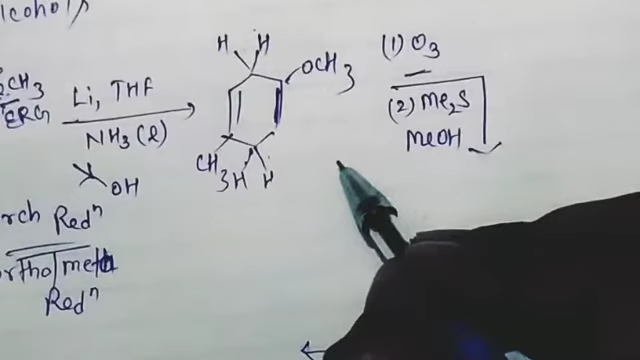 lcohol's
CH3
ERG
Li, THF
NH3 (l)
OH
H H
OCH3
CH3
H H
(1) O3
(2) Me2S
MeOH
rch Redn
rtho/meta
Redn